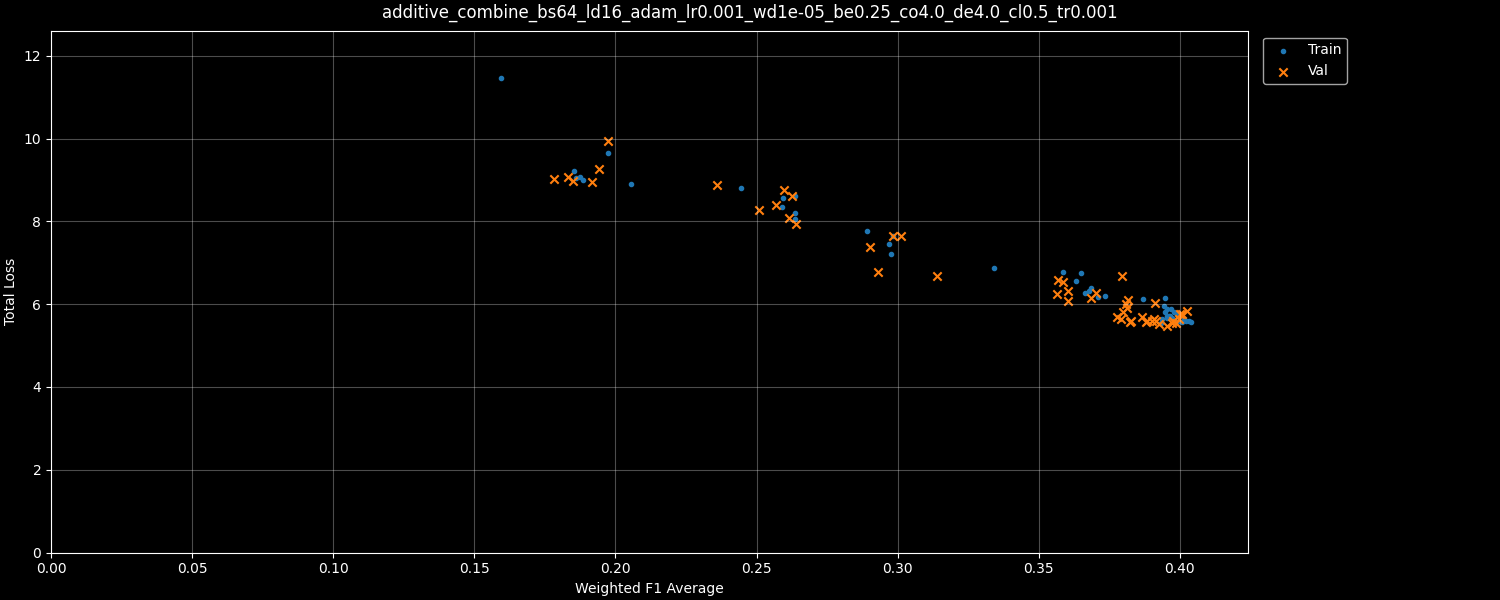 additive_combine_bs64_ld16_adam_lr0.001_wd1e-05_be0.25_co4.0_de4.0_cl0.5_tr0.001
Train
Val
12
10
8
6
4
2
0
Total Loss
0.00 0.05 0.10 0.15 0.20 0.25 0.30 0.35 0.40
Weighted F1 Average